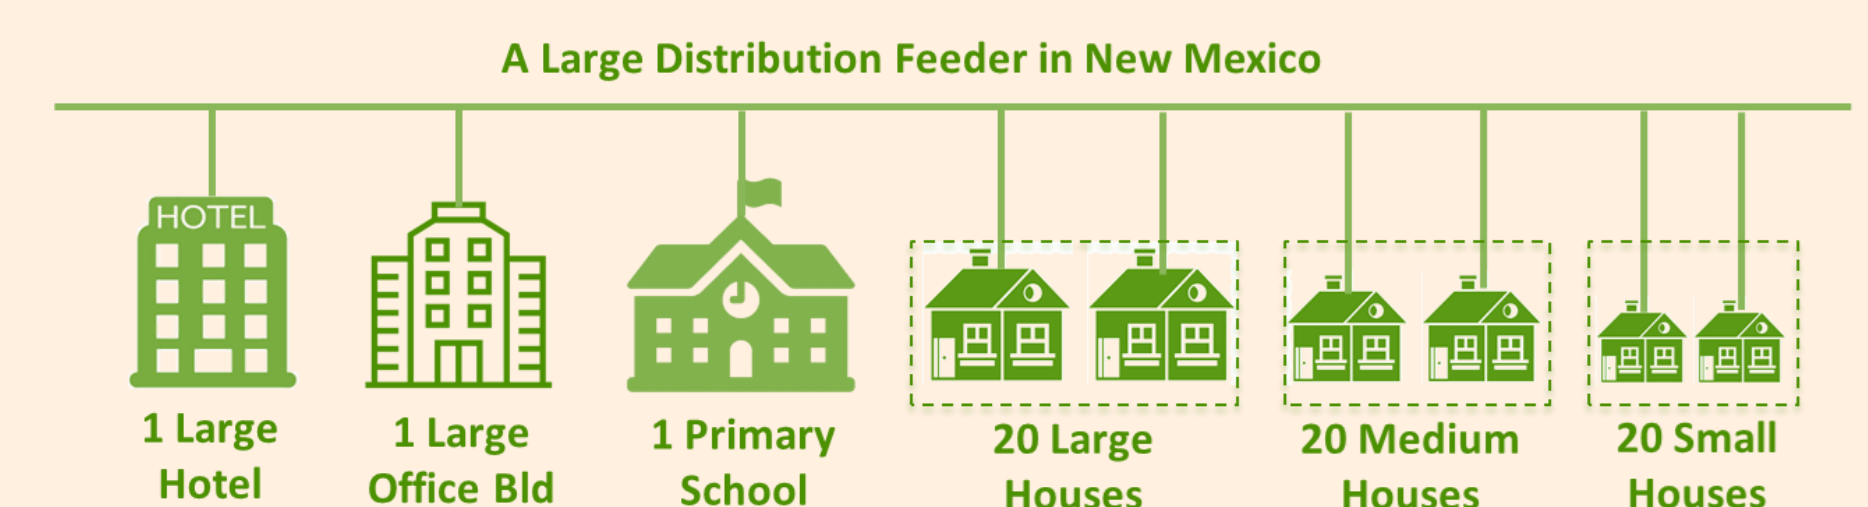 A Large Distribution Feeder in New Mexico
HOTEL
1 Large
Hotel
1 Large
Office Bld
1 Primary
School
20 Large
Houses
20 Medium
Houses
20 Small
Houses